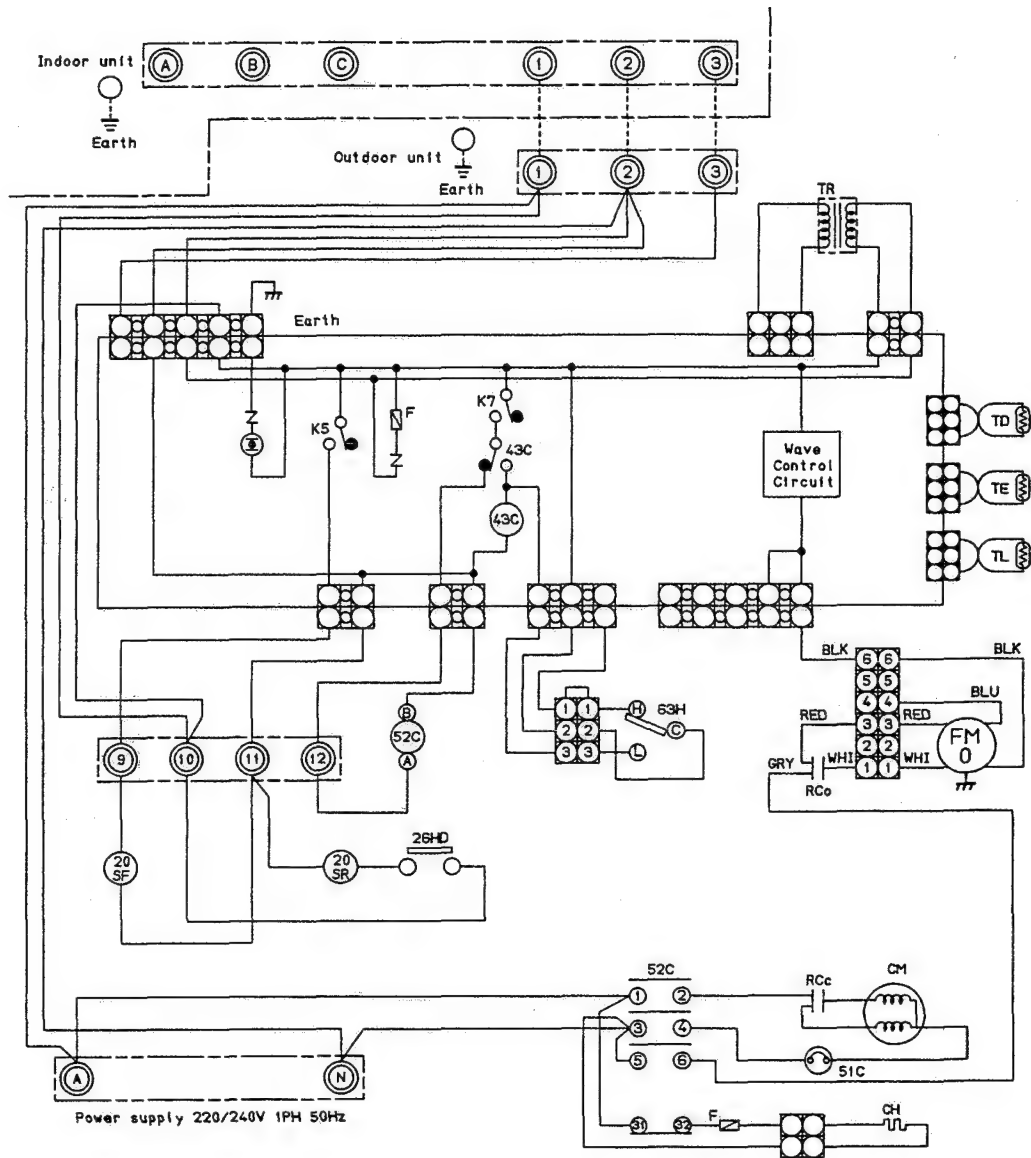 Indoor unit
A B C 1 2 3
Earth
Outdoor unit
Earth
1 2 3
TR
Earth
K5
F
K7
43C
43C
Wave
Control
Circuit
TD
TE
TL
BLK 6 6 BLK
5 5
4 4 BLU
RED 3 3 RED
2 2
GRY WHI 1 1 WHI
RCo
FM
O
B
52C
A
1 1 H 63H
2 2 C
3 3 L
9 10 11 12
20
SF
20
SR
26HD
52C
1 2 RCc CM
3 4
5 6 51C
31 32 F CH
A N
Power supply 220/240V 1PH 50Hz